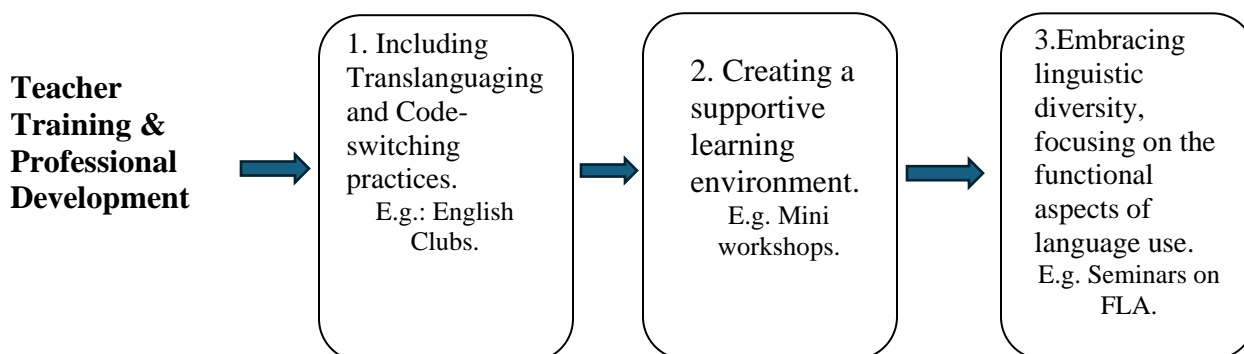 Teacher
Training &
Professional
Development
1. Including
Translanguaging
and Code-
switching
practices.
E.g.: English
Clubs.
2. Creating a
supportive
learning
environment.
E.g. Mini
workshops.
3.Embracing
linguistic
diversity,
focusing on the
functional
aspects of
language use.
E.g. Seminars on
FLA.